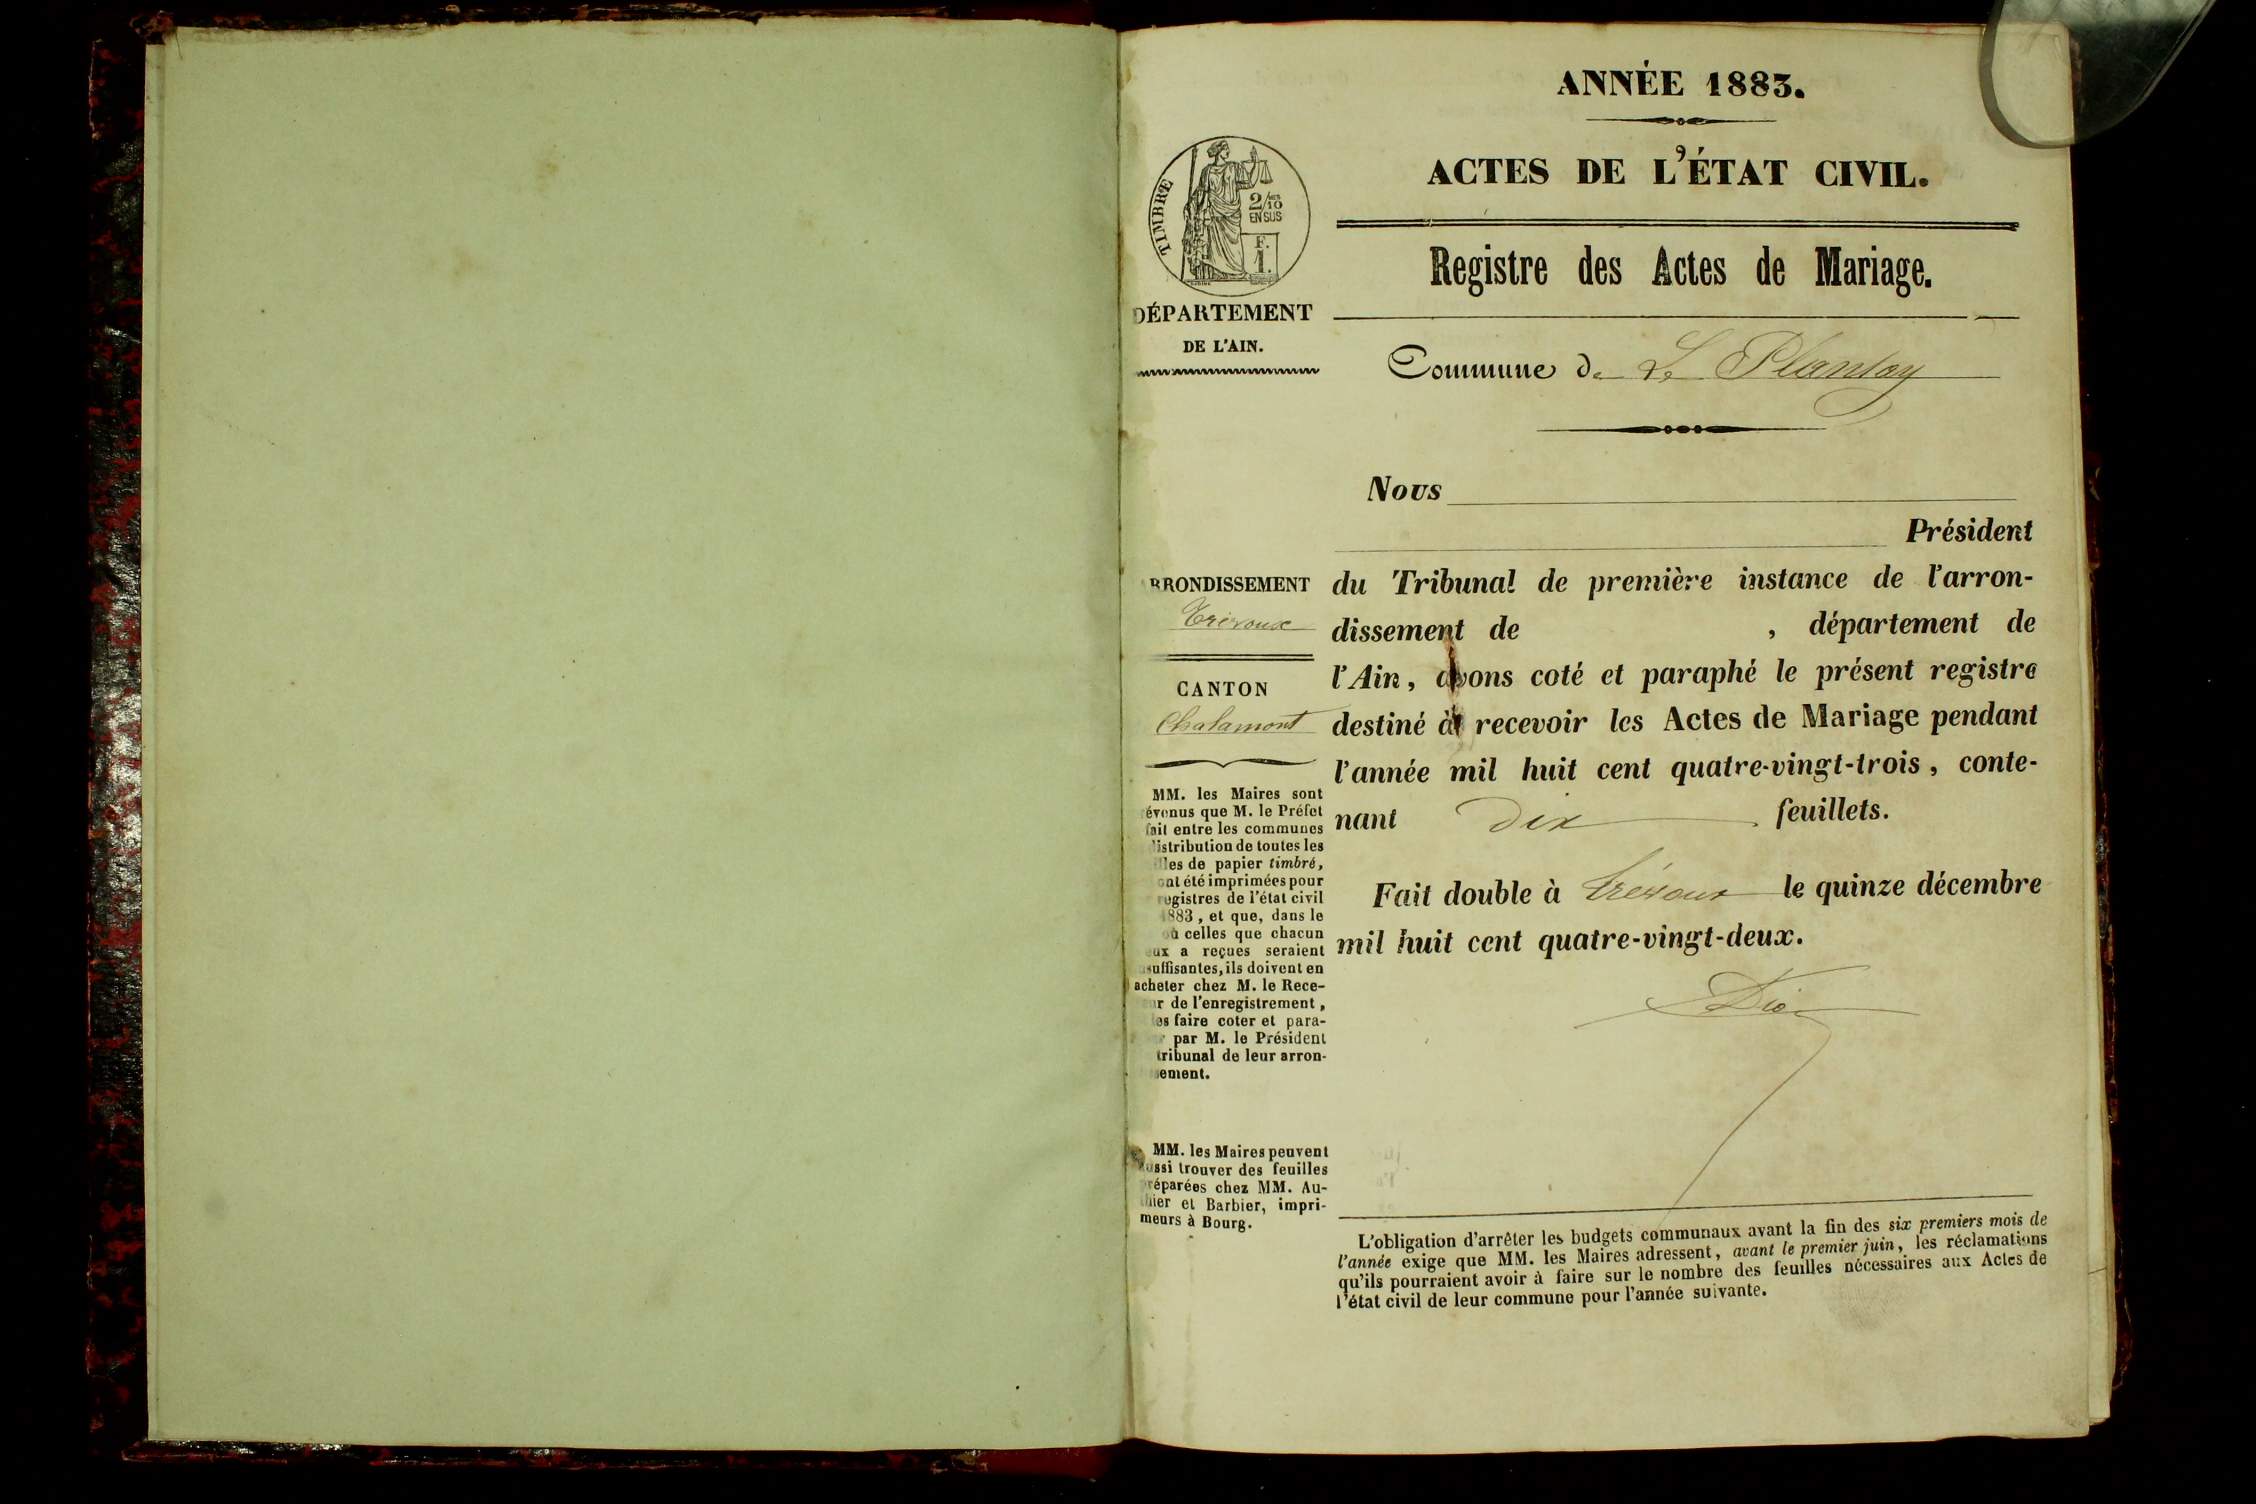 ANNÉE 1883.
ACTES DE L'ÉTAT CIVIL.
Registre des Actes de Mariage.
TIMBRE
2/10
EN SUS
F.
1.
DÉPARTEMENT
DE L'AIN.
Commune de Le Plantay
Nous
Président
du Tribunal de première instance de l'arron-
dissement de , département de
l'Ain, avons coté et paraphé le présent registre
destiné à recevoir les Actes de Mariage pendant
l'année mil huit cent quatre-vingt-trois, conte-
nant dix feuillets.
Fait double à Trévoux le quinze décembre
mil huit cent quatre-vingt-deux.
RRONDISSEMENT
Trévoux
CANTON
Chalamont
MM. les Maires sont
évenus que M. le Préfet
fait entre les communes
istribution de toutes les
lles de papier timbré,
ont été imprimées pour
egistres de l'état civil
1883, et que, dans le
où celles que chacun
eux a reçues seraient
suffisantes, ils doivent en
acheter chez M. le Rece-
r de l'enregistrement,
es faire coter et para-
par M. le Président
tribunal de leur arron-
ement.
MM. les Maires peuvent
ussi trouver des feuilles
réparées chez MM. Au-
hier et Barbier, impri-
meurs à Bourg.
L'obligation d'arrêter les budgets communaux avant la fin des six premiers mois de
l'année exige que MM. les Maires adressent, avant le premier juin, les réclamations
qu'ils pourraient avoir à faire sur le nombre des feuilles nécessaires aux Actes de
l'état civil de leur commune pour l'année suivante.